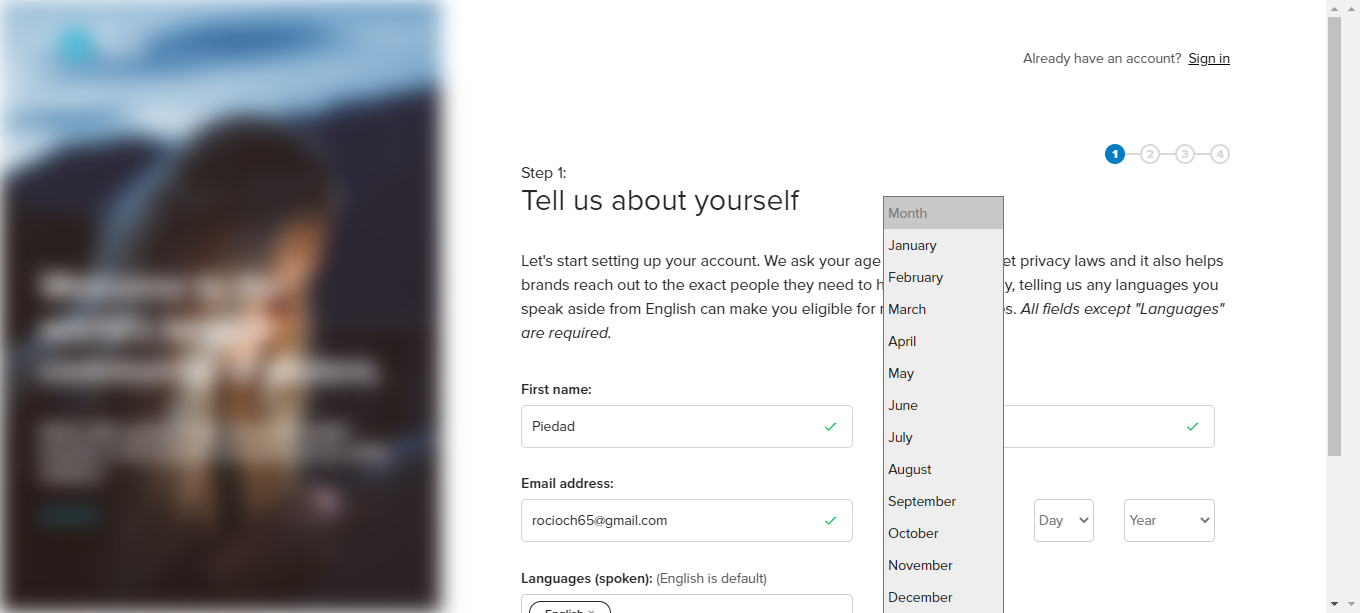 Already have an account? Sign in
1 2 3 4
Step 1:
Tell us about yourself
Let's start setting up your account. We ask your age et privacy laws and it also helps
brands reach out to the exact people they need to h y, telling us any languages you
speak aside from English can make you eligible for s. All fields except "Languages"
are required.
Month
January
February
March
April
May
June
July
August
September
October
November
December
First name:
Piedad
Email address:
rocioch65@gmail.com
Day
Year
Languages (spoken): (English is default)
English ×